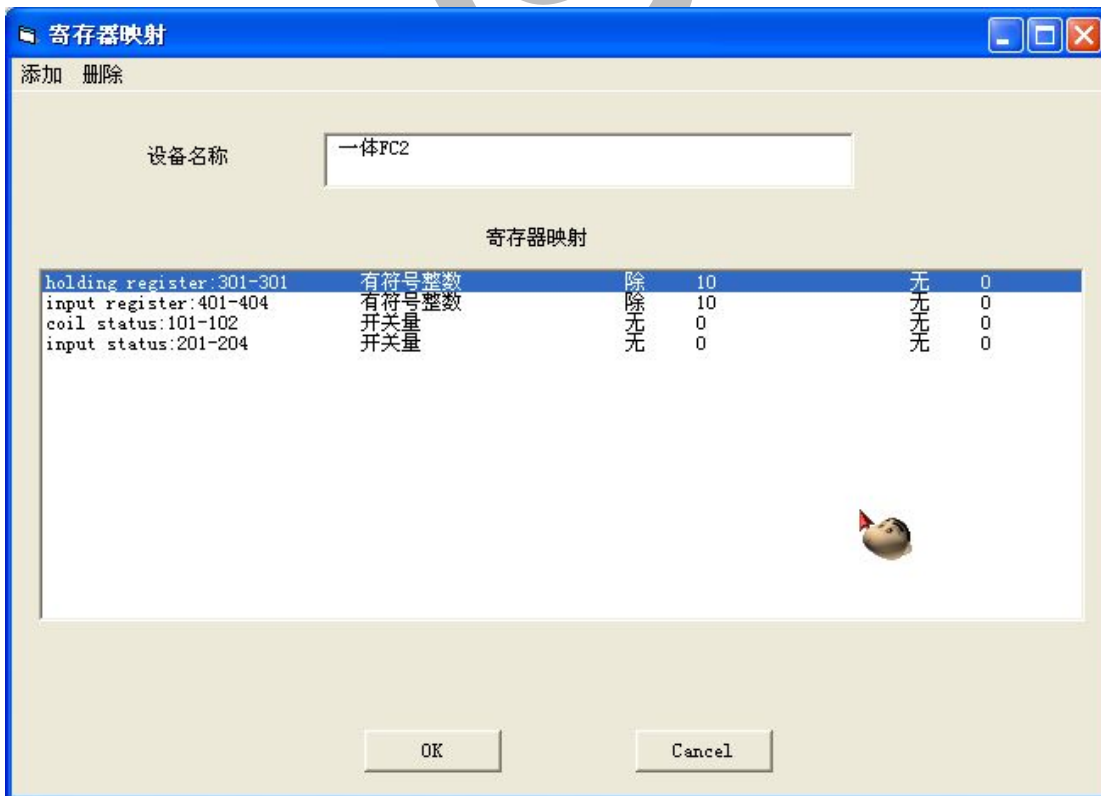 寄存器映射
添加 删除
设备名称 一体FC2
寄存器映射
holding register:301-301 有符号整数 除 10 无 0
input register:401-404 有符号整数 除 10 无 0
coil status:101-102 开关量 无 0 无 0
input status:201-204 开关量 无 0 无 0
OK Cancel